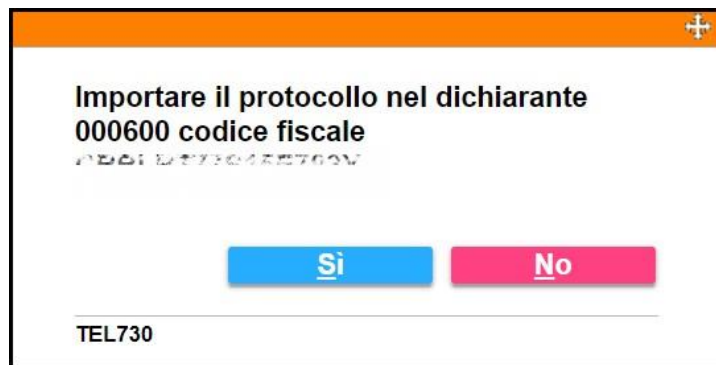 Importare il protocollo nel dichiarante
000600 codice fiscale
Sì
No
TEL730